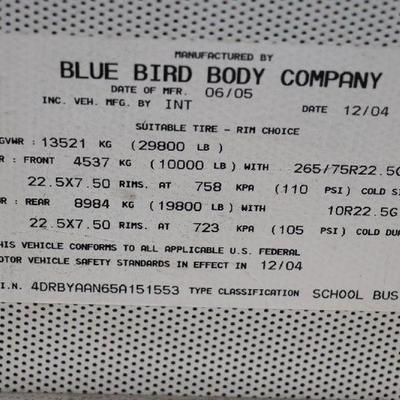 MANUFACTURED BY
BLUE BIRD BODY COMPANY
DATE OF MFR. 06/05
INC. VEH. MFG. BY INT DATE 12/04
SUITABLE TIRE - RIM CHOICE
GVWR : 13521 KG (29800 LB )
R : FRONT 4537 KG (10000 LB ) WITH 265/75R22.5G
22.5X7.50 RIMS. AT 758 KPA (110 PSI) COLD S
R : REAR 8984 KG (19800 LB ) WITH 10R22.5G
22.5X7.50 RIMS. AT 723 KPA (105 PSI) COLD DUA
HIS VEHICLE CONFORMS TO ALL APPLICABLE U.S. FEDERAL
OTOR VEHICLE SAFETY STANDARDS IN EFFECT IN 12/04
.I.N. 4DRBYAAN65A151553 TYPE CLASSIFICATION SCHOOL BUS